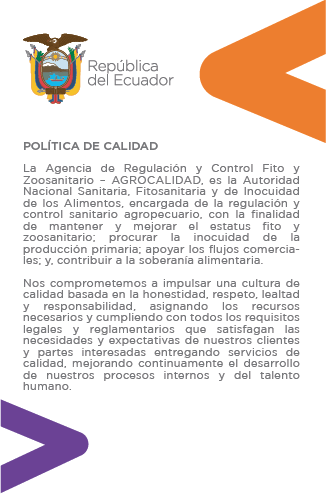 República
del Ecuador
POLÍTICA DE CALIDAD
La Agencia de Regulación y Control Fito y
Zoosanitario – AGROCALIDAD, es la Autoridad
Nacional Sanitaria, Fitosanitaria y de Inocuidad
de los Alimentos, encargada de la regulación y
control sanitario agropecuario, con la finalidad
de mantener y mejorar el estatus fito y
zoosanitario; procurar la inocuidad de la
producción primaria; apoyar los flujos comercia-
les; y, contribuir a la soberanía alimentaria.
Nos comprometemos a impulsar una cultura de
calidad basada en la honestidad, respeto, lealtad
y responsabilidad, asignando los recursos
necesarios y cumpliendo con todos los requisitos
legales y reglamentarios que satisfagan las
necesidades y expectativas de nuestros clientes
y partes interesadas entregando servicios de
calidad, mejorando continuamente el desarrollo
de nuestros procesos internos y del talento
humano.